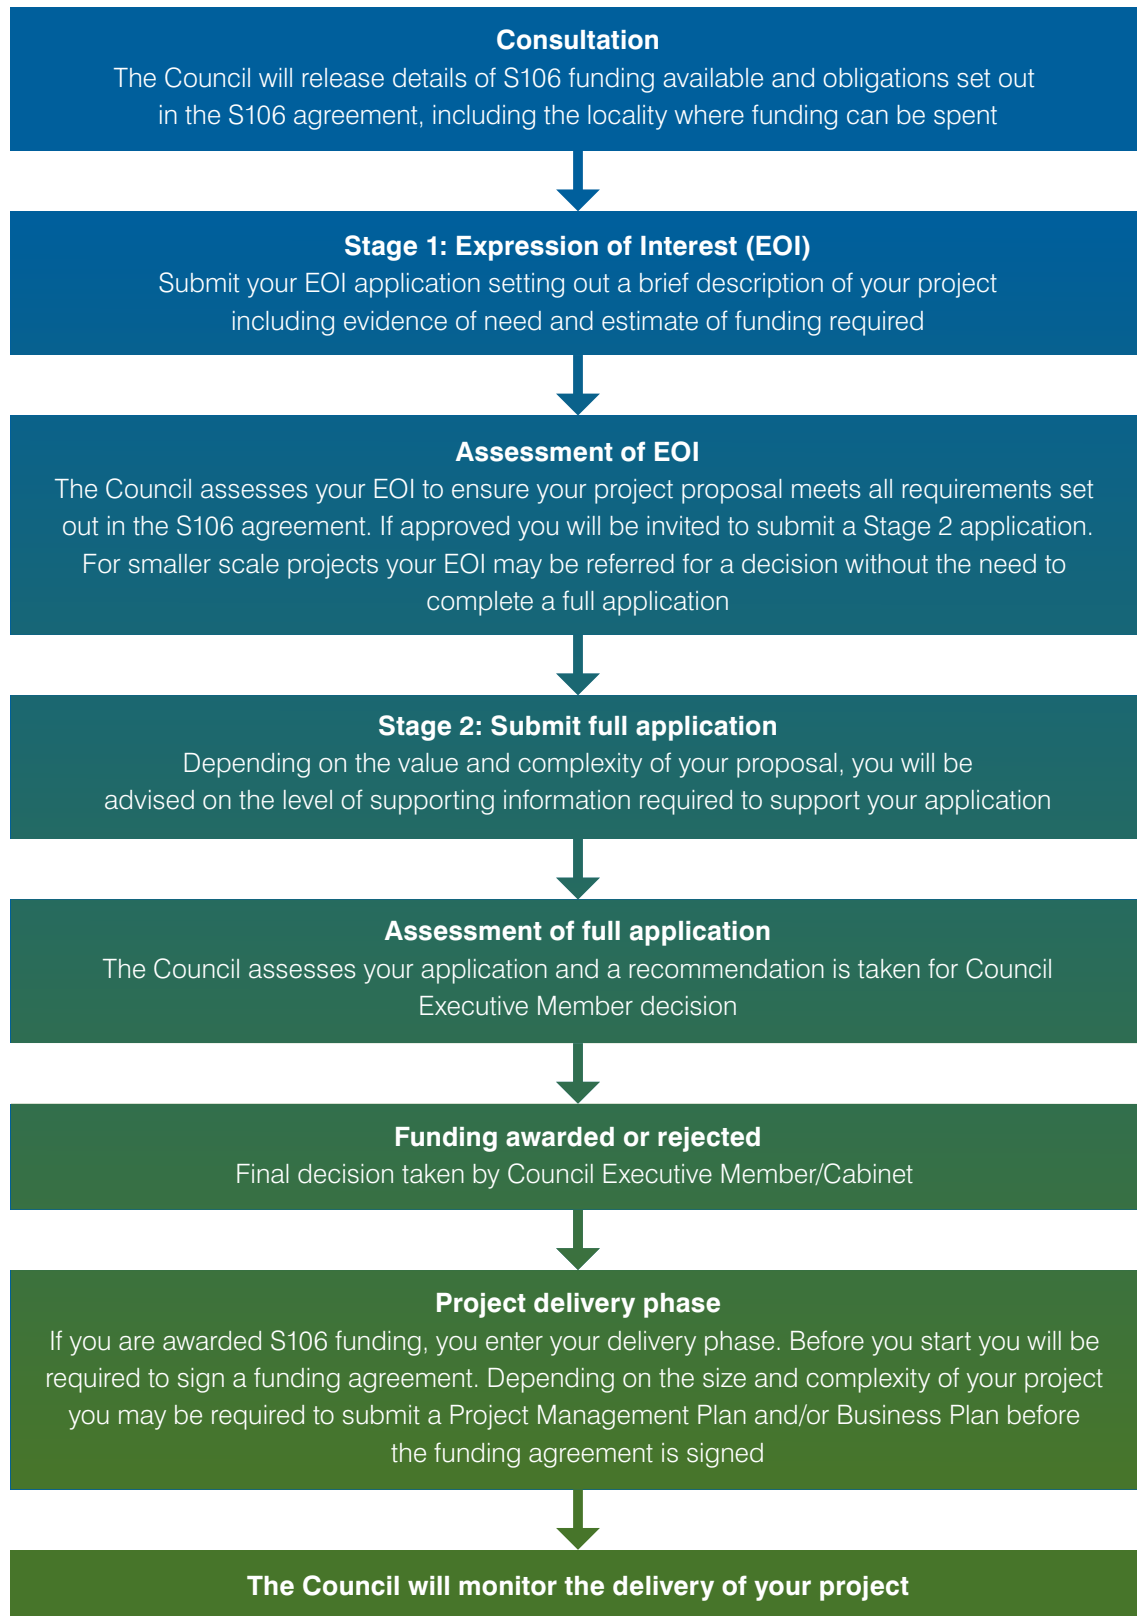 Consultation
The Council will release details of S106 funding available and obligations set out
in the S106 agreement, including the locality where funding can be spent
Stage 1: Expression of Interest (EOI)
Submit your EOI application setting out a brief description of your project
including evidence of need and estimate of funding required
Assessment of EOI
The Council assesses your EOI to ensure your project proposal meets all requirements set
out in the S106 agreement. If approved you will be invited to submit a Stage 2 application.
For smaller scale projects your EOI may be referred for a decision without the need to
complete a full application
Stage 2: Submit full application
Depending on the value and complexity of your proposal, you will be
advised on the level of supporting information required to support your application
Assessment of full application
The Council assesses your application and a recommendation is taken for Council
Executive Member decision
Funding awarded or rejected
Final decision taken by Council Executive Member/Cabinet
Project delivery phase
If you are awarded S106 funding, you enter your delivery phase. Before you start you will be
required to sign a funding agreement. Depending on the size and complexity of your project
you may be required to submit a Project Management Plan and/or Business Plan before
the funding agreement is signed
The Council will monitor the delivery of your project